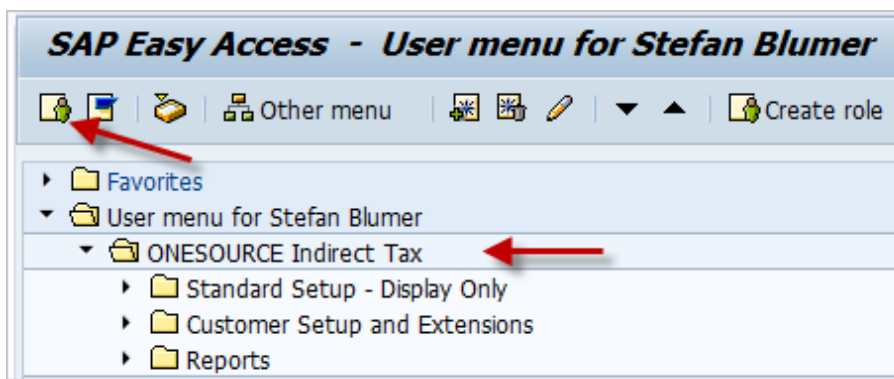 SAP Easy Access - User menu for Stefan Blumer
Other menu Create role
Favorites
User menu for Stefan Blumer
ONESOURCE Indirect Tax
Standard Setup - Display Only
Customer Setup and Extensions
Reports